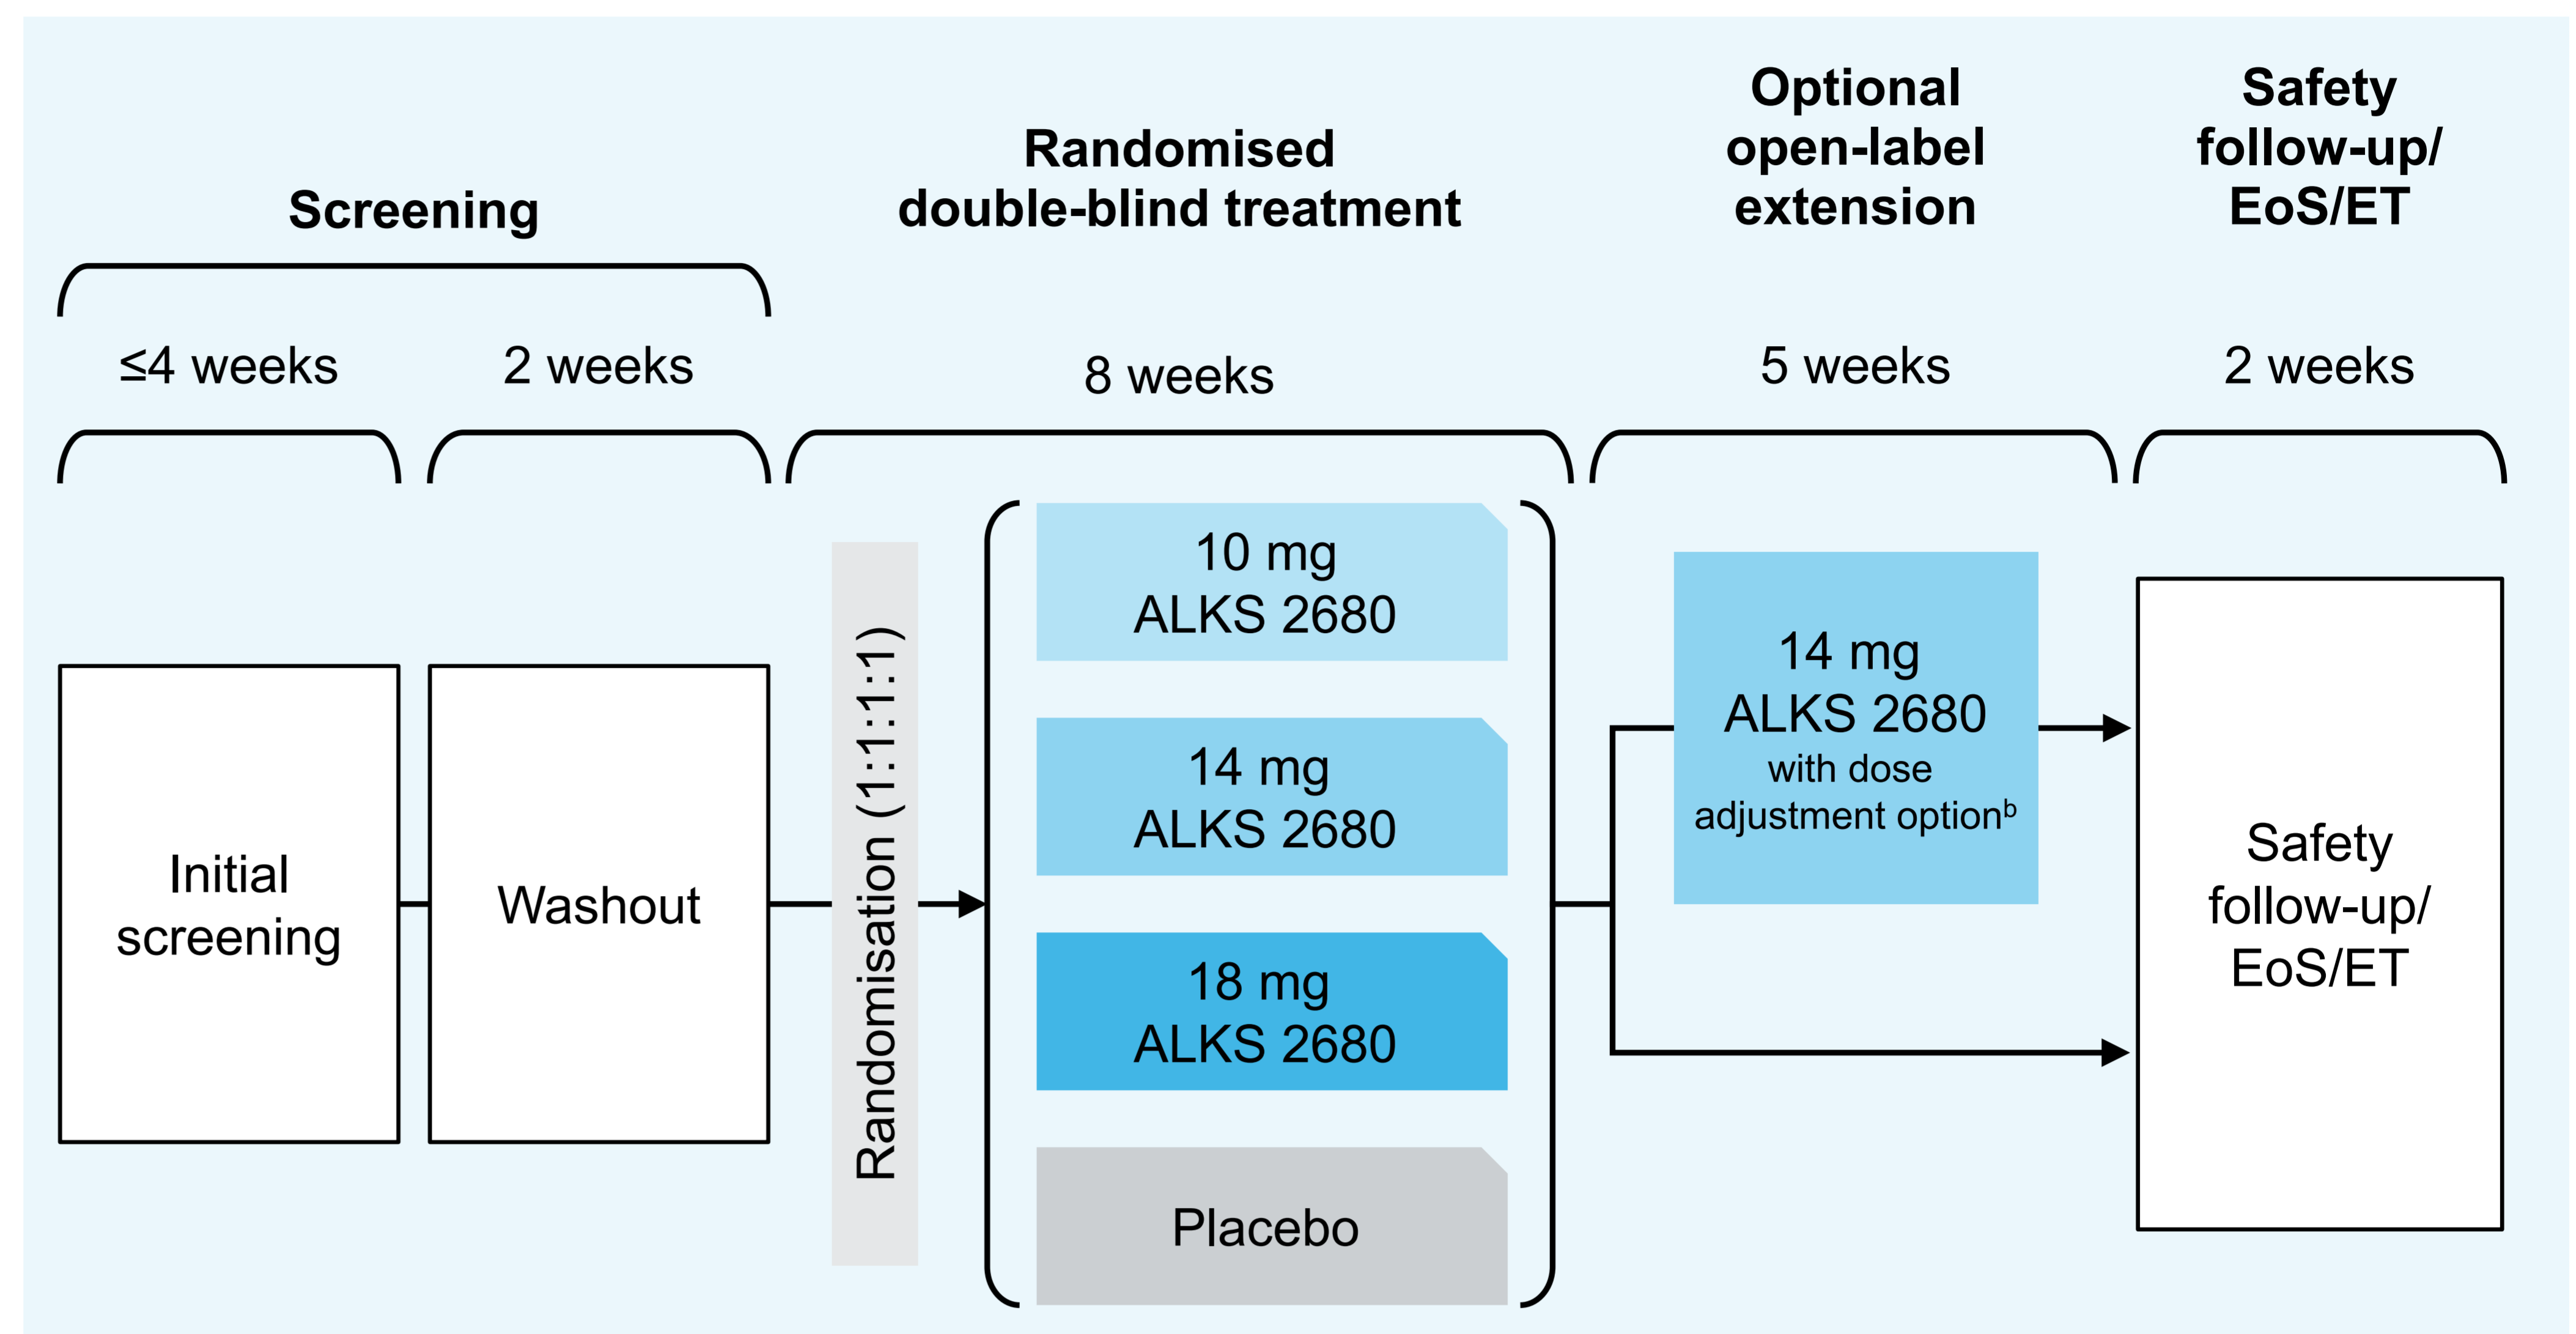 Screening
Randomised
double-blind treatment
Optional
open-label
extension
Safety
follow-up/
EoS/ET
≤4 weeks
2 weeks
8 weeks
5 weeks
2 weeks
Initial
screening
Washout
Randomisation (1:1:1:1)
10 mg
ALKS 2680
14 mg
ALKS 2680
18 mg
ALKS 2680
Placebo
14 mg
ALKS 2680
with dose
adjustment optionᵇ
Safety
follow-up/
EoS/ET